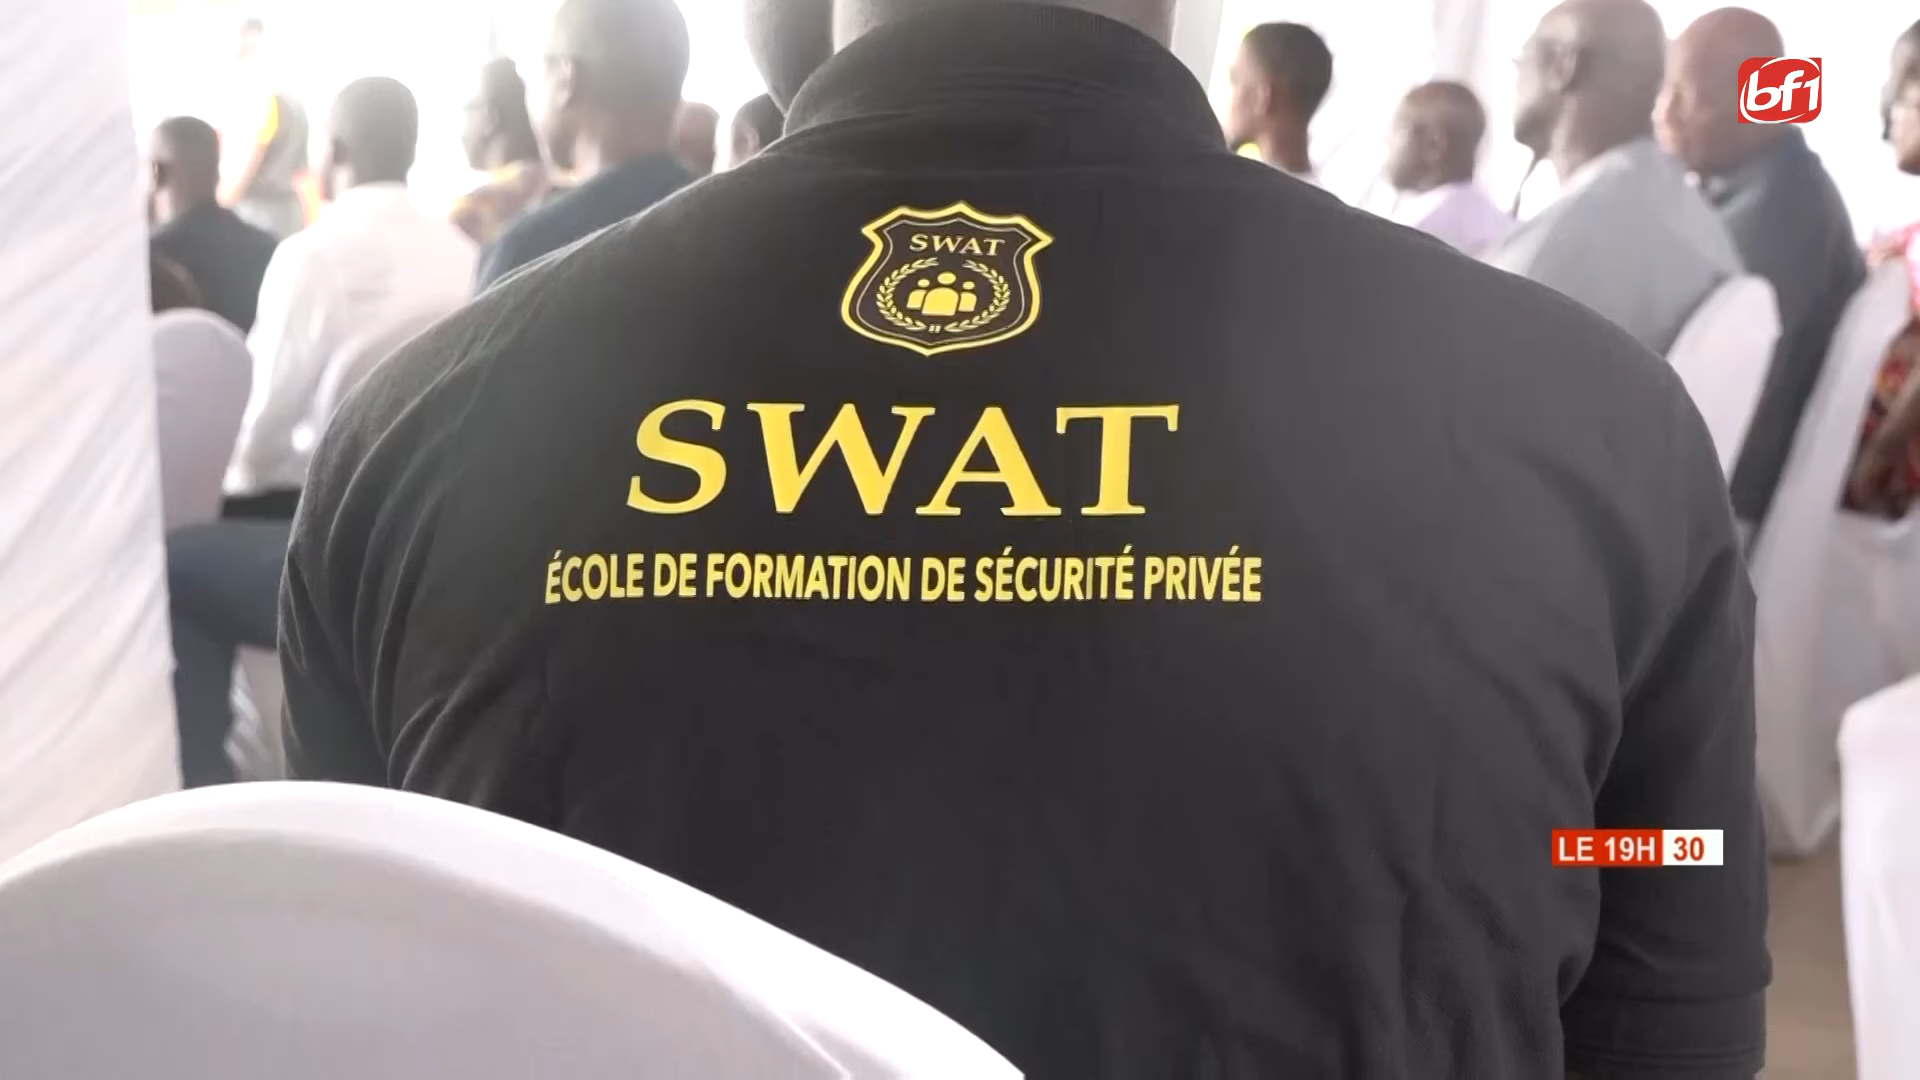 bf1
SWAT
SWAT
ÉCOLE DE FORMATION DE SÉCURITÉ PRIVÉE
LE 19H 30